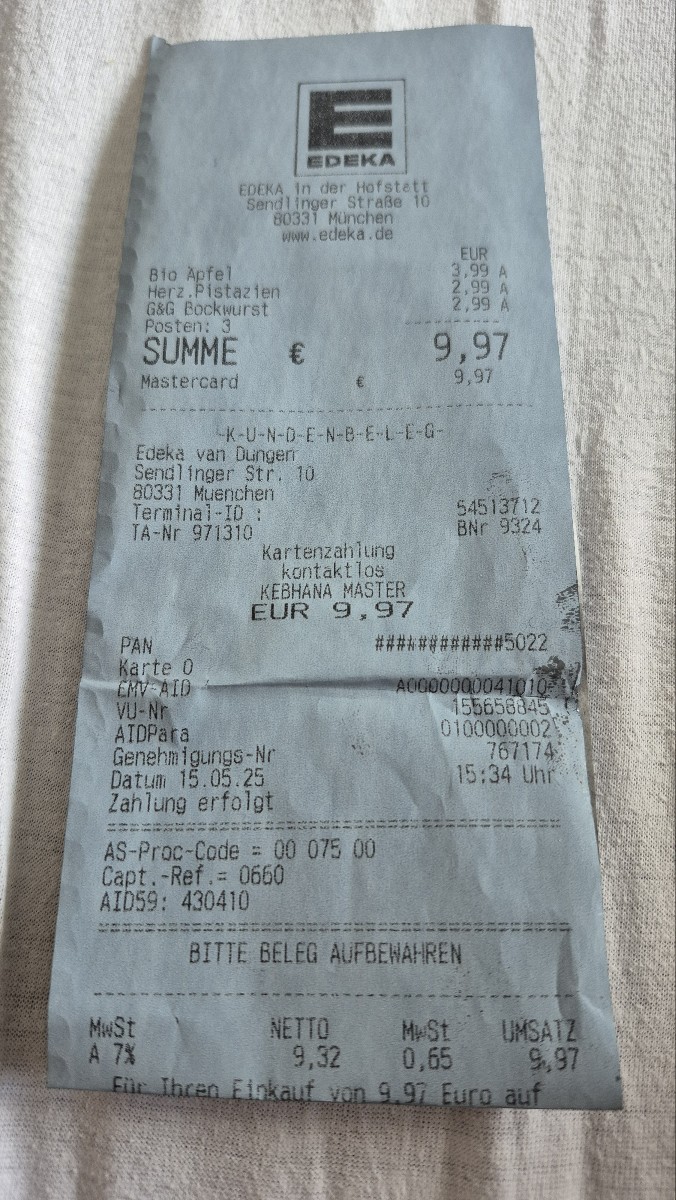 E
EDEKA
EDEKA in der Hofstatt
Sendlinger Straße 10
80331 München
www.edeka.de
EUR
Bio Äpfel 3,99 A
Herz.Pistazien 2,99 A
G&G Bockwurst 2,99 A
Posten: 3
SUMME € 9,97
Mastercard € 9,97
-K-U-N-D-E-N-B-E-L-E-G-
Edeka van Dungen
Sendlinger Str. 10
80331 Muenchen
Terminal-ID : 54513712
TA-Nr 971310 BNr 9324
Kartenzahlung
kontaktlos
KEBHANA MASTER
EUR 9,97
PAN ############5022
Karte 0
EMV-AID A0000000041010
VU-Nr 155658845
AIDPara 0100000002
Genehmigungs-Nr 767174
Datum 15.05.25 15:34 Uhr
Zahlung erfolgt
AS-Proc-Code = 00 075 00
Capt.-Ref.= 0660
AID59: 430410
BITTE BELEG AUFBEWAHREN
MwSt NETTO MwSt UMSATZ
A 7% 9,32 0,65 9,97
Für Ihren Einkauf von 9,97 Euro auf